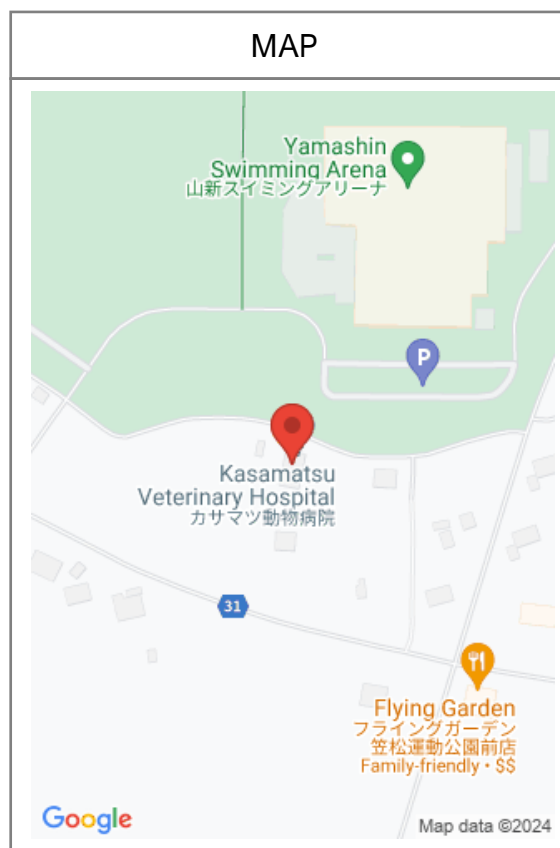 MAP
Yamashin
Swimming Arena
山新スイミングアリーナ
P
Kasamatsu
Veterinary Hospital
カサマツ動物病院
31
Flying Garden
フライングガーデン
笠松運動公園前店
Family-friendly • $$
Google
Map data ©2024